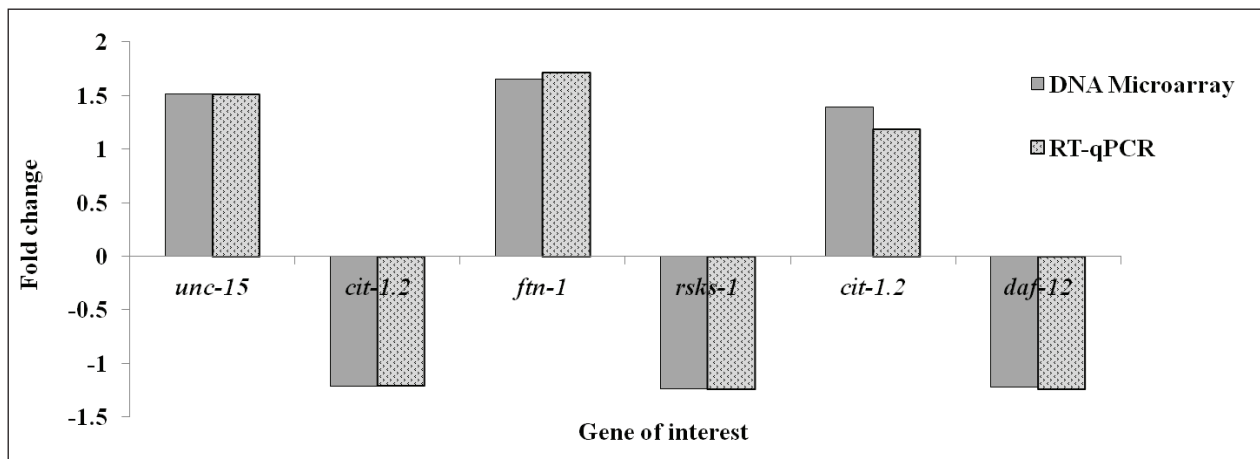 2
1.5
1
0.5
0
-0.5
-1
-1.5
Fold change
unc-15
cit-1.2
ftn-1
rsks-1
cit-1.2
daf-12
Gene of interest
DNA Microarray
RT-qPCR